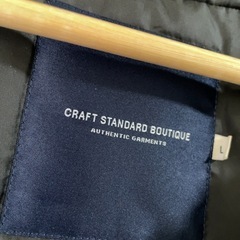 CRAFT STANDARD BOUTIQUE
AUTHENTIC GARMENTS
L